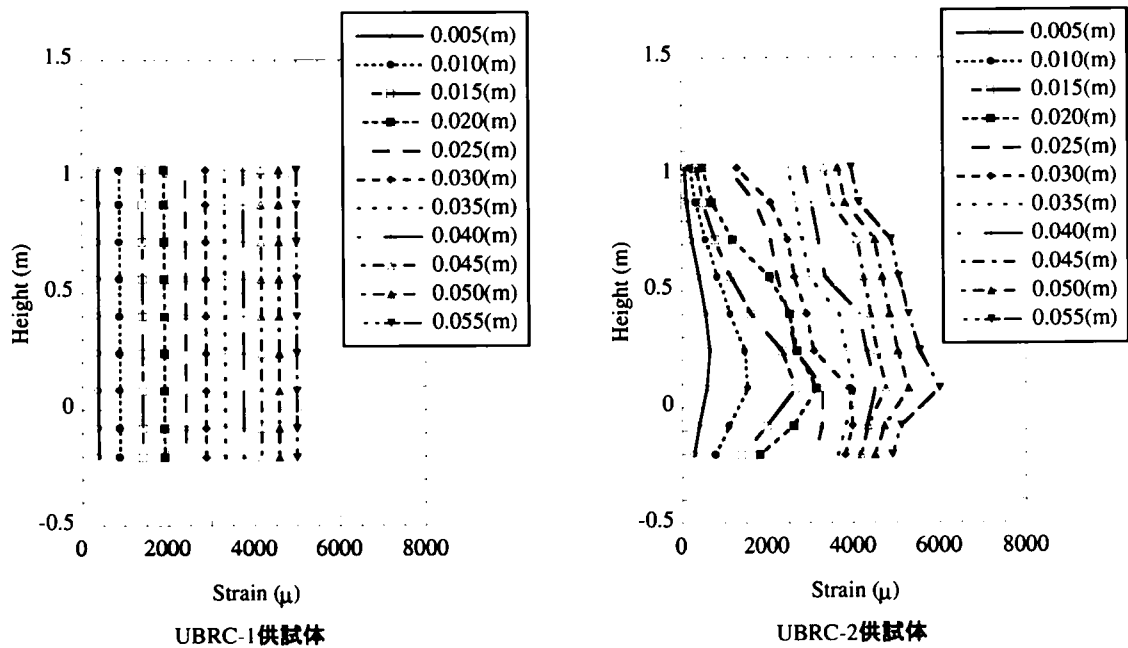 0.005(m)
0.010(m)
0.015(m)
0.020(m)
0.025(m)
0.030(m)
0.035(m)
0.040(m)
0.045(m)
0.050(m)
0.055(m)
1.5
1
0.5
0
-0.5
Height (m)
0 2000 4000 6000 8000
Strain (μ)
UBRC-1供試体
0.005(m)
0.010(m)
0.015(m)
0.020(m)
0.025(m)
0.030(m)
0.035(m)
0.040(m)
0.045(m)
0.050(m)
0.055(m)
1.5
1
0.5
0
-0.5
Height (m)
0 2000 4000 6000 8000
Strain (μ)
UBRC-2供試体